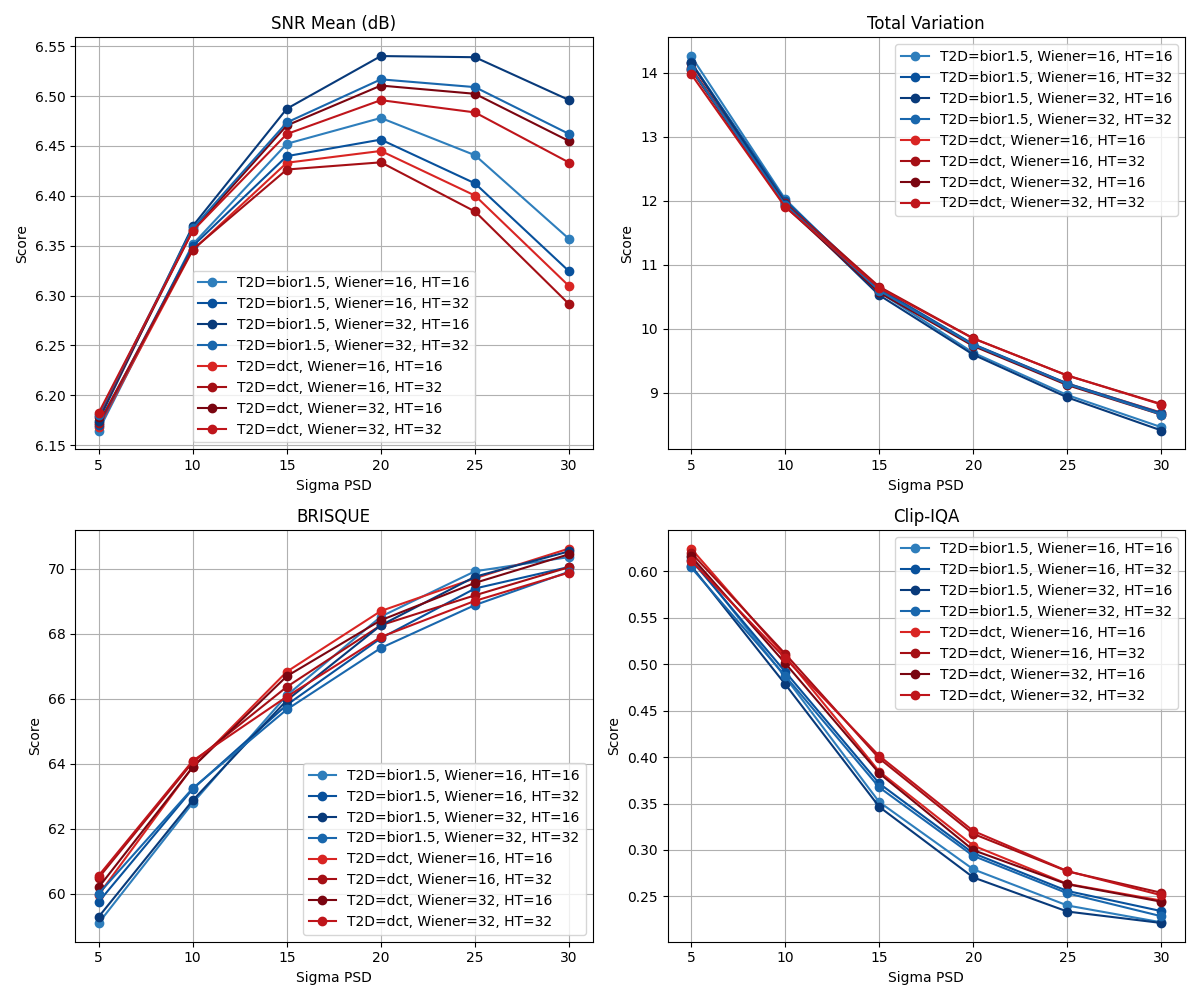 SNR Mean (dB)
6.55
6.50
6.45
6.40
6.35
6.30
6.25
6.20
6.15
Score
5 10 15 20 25 30
Sigma PSD
T2D=bior1.5, Wiener=16, HT=16
T2D=bior1.5, Wiener=16, HT=32
T2D=bior1.5, Wiener=32, HT=16
T2D=bior1.5, Wiener=32, HT=32
T2D=dct, Wiener=16, HT=16
T2D=dct, Wiener=16, HT=32
T2D=dct, Wiener=32, HT=16
T2D=dct, Wiener=32, HT=32
Total Variation
14
13
12
11
10
9
Score
5 10 15 20 25 30
Sigma PSD
T2D=bior1.5, Wiener=16, HT=16
T2D=bior1.5, Wiener=16, HT=32
T2D=bior1.5, Wiener=32, HT=16
T2D=bior1.5, Wiener=32, HT=32
T2D=dct, Wiener=16, HT=16
T2D=dct, Wiener=16, HT=32
T2D=dct, Wiener=32, HT=16
T2D=dct, Wiener=32, HT=32
BRISQUE
70
68
66
64
62
60
Score
5 10 15 20 25 30
Sigma PSD
T2D=bior1.5, Wiener=16, HT=16
T2D=bior1.5, Wiener=16, HT=32
T2D=bior1.5, Wiener=32, HT=16
T2D=bior1.5, Wiener=32, HT=32
T2D=dct, Wiener=16, HT=16
T2D=dct, Wiener=16, HT=32
T2D=dct, Wiener=32, HT=16
T2D=dct, Wiener=32, HT=32
Clip-IQA
0.60
0.55
0.50
0.45
0.40
0.35
0.30
0.25
Score
5 10 15 20 25 30
Sigma PSD
T2D=bior1.5, Wiener=16, HT=16
T2D=bior1.5, Wiener=16, HT=32
T2D=bior1.5, Wiener=32, HT=16
T2D=bior1.5, Wiener=32, HT=32
T2D=dct, Wiener=16, HT=16
T2D=dct, Wiener=16, HT=32
T2D=dct, Wiener=32, HT=16
T2D=dct, Wiener=32, HT=32